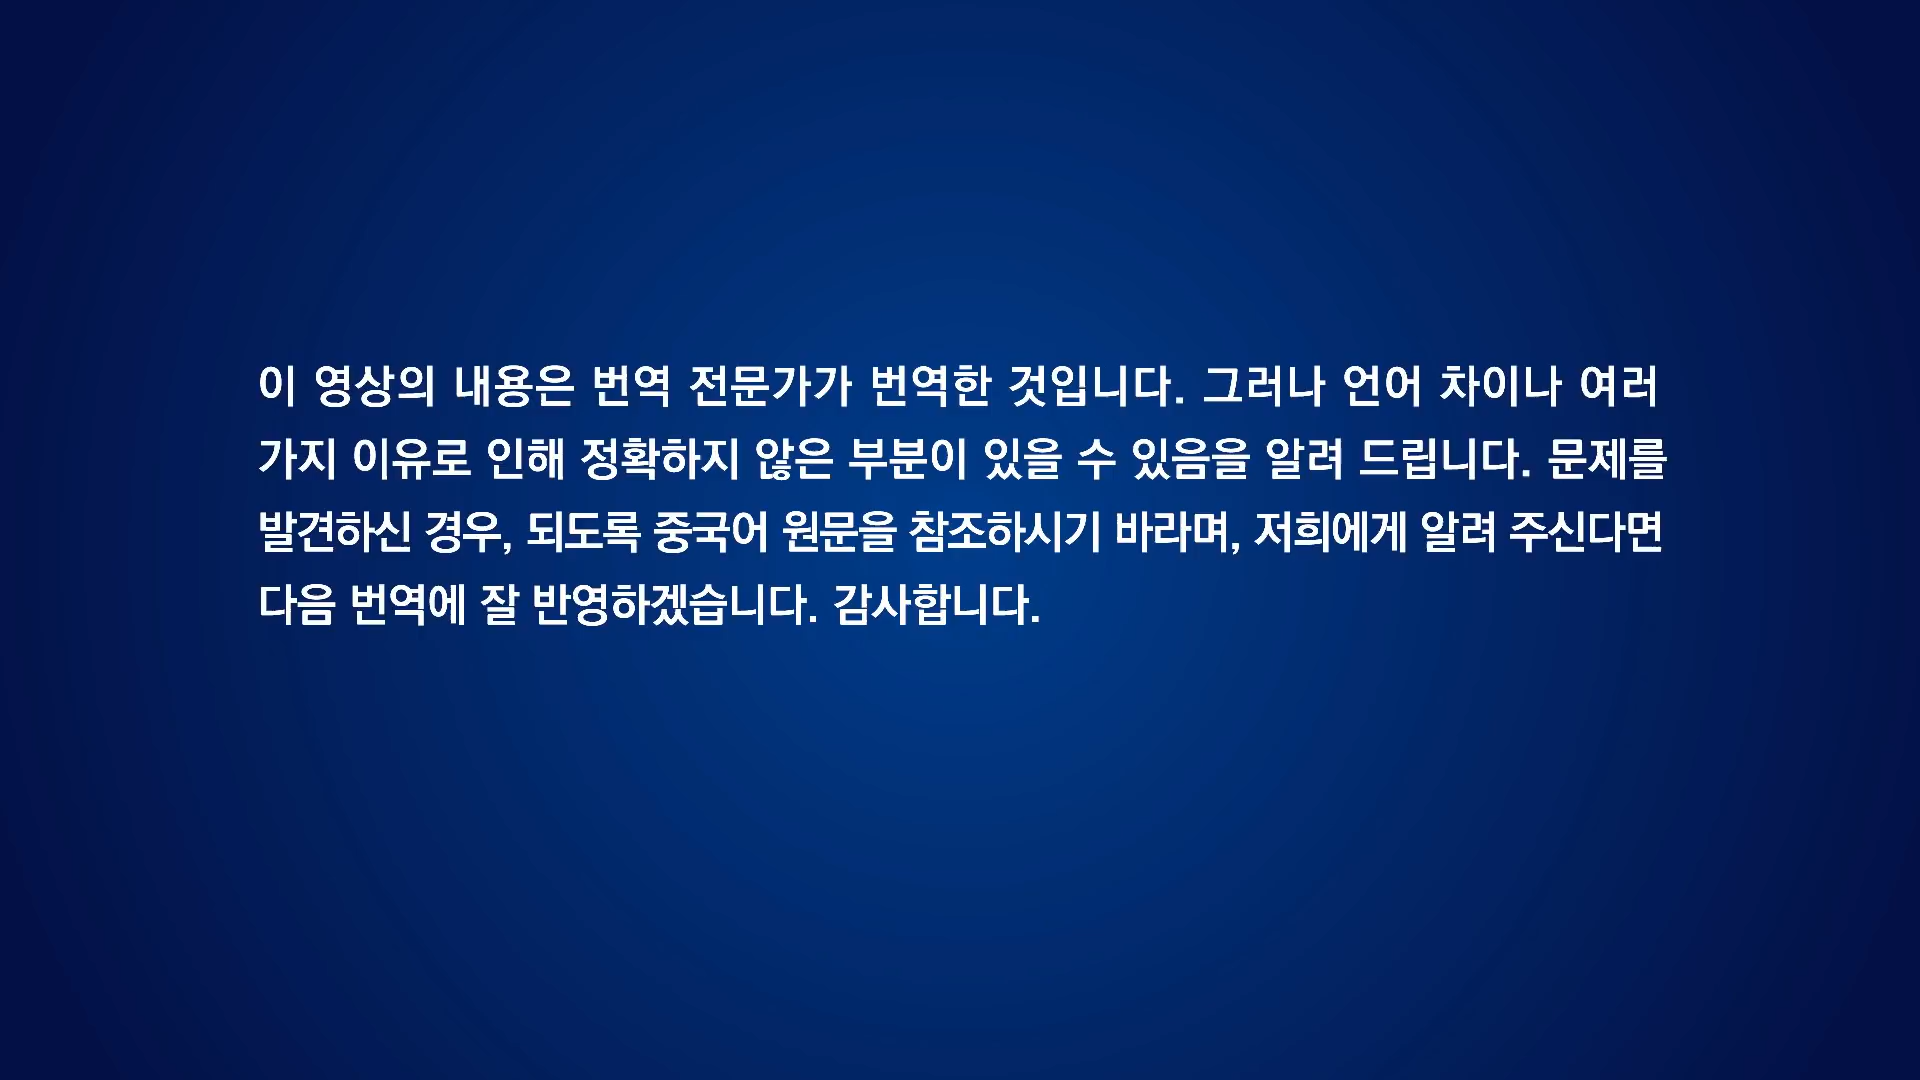 이 영상의 내용은 번역 전문가가 번역한 것입니다. 그러나 언어 차이나 여러
가지 이유로 인해 정확하지 않은 부분이 있을 수 있음을 알려 드립니다. 문제를
발견하신 경우, 되도록 중국어 원문을 참조하시기 바라며, 저희에게 알려 주신다면
다음 번역에 잘 반영하겠습니다. 감사합니다.